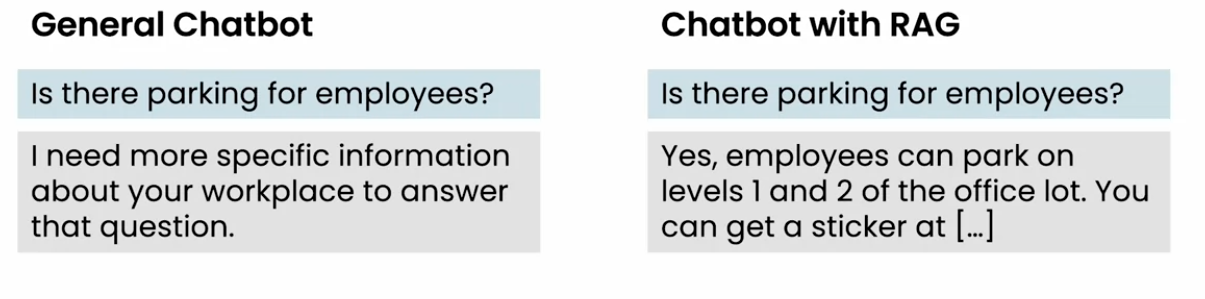 General Chatbot
Is there parking for employees?
I need more specific information
about your workplace to answer
that question.
Chatbot with RAG
Is there parking for employees?
Yes, employees can park on
levels 1 and 2 of the office lot. You
can get a sticker at [...]